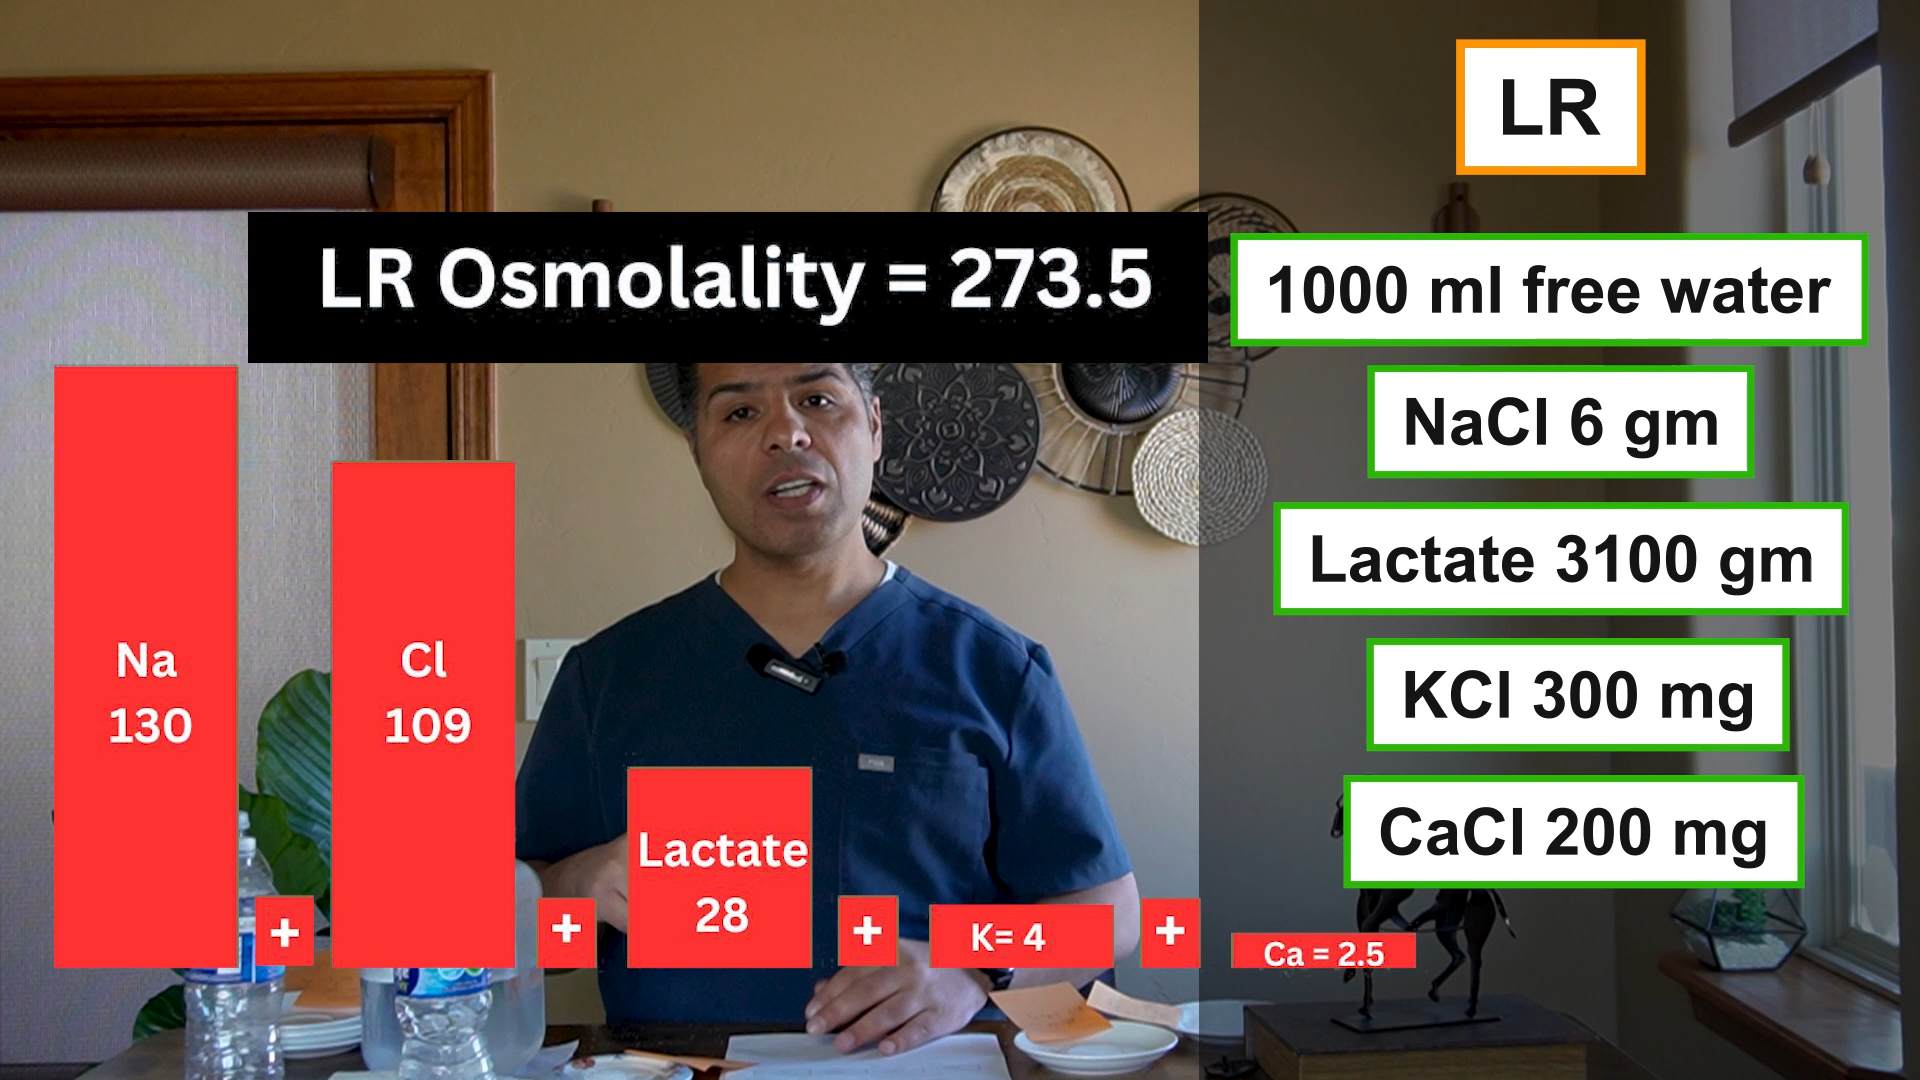 LR
LR Osmolality = 273.5
1000 ml free water
NaCl 6 gm
Lactate 3100 gm
KCl 300 mg
CaCl 200 mg
Na
130
+
Cl
109
+
Lactate
28
+
K= 4
+
Ca = 2.5